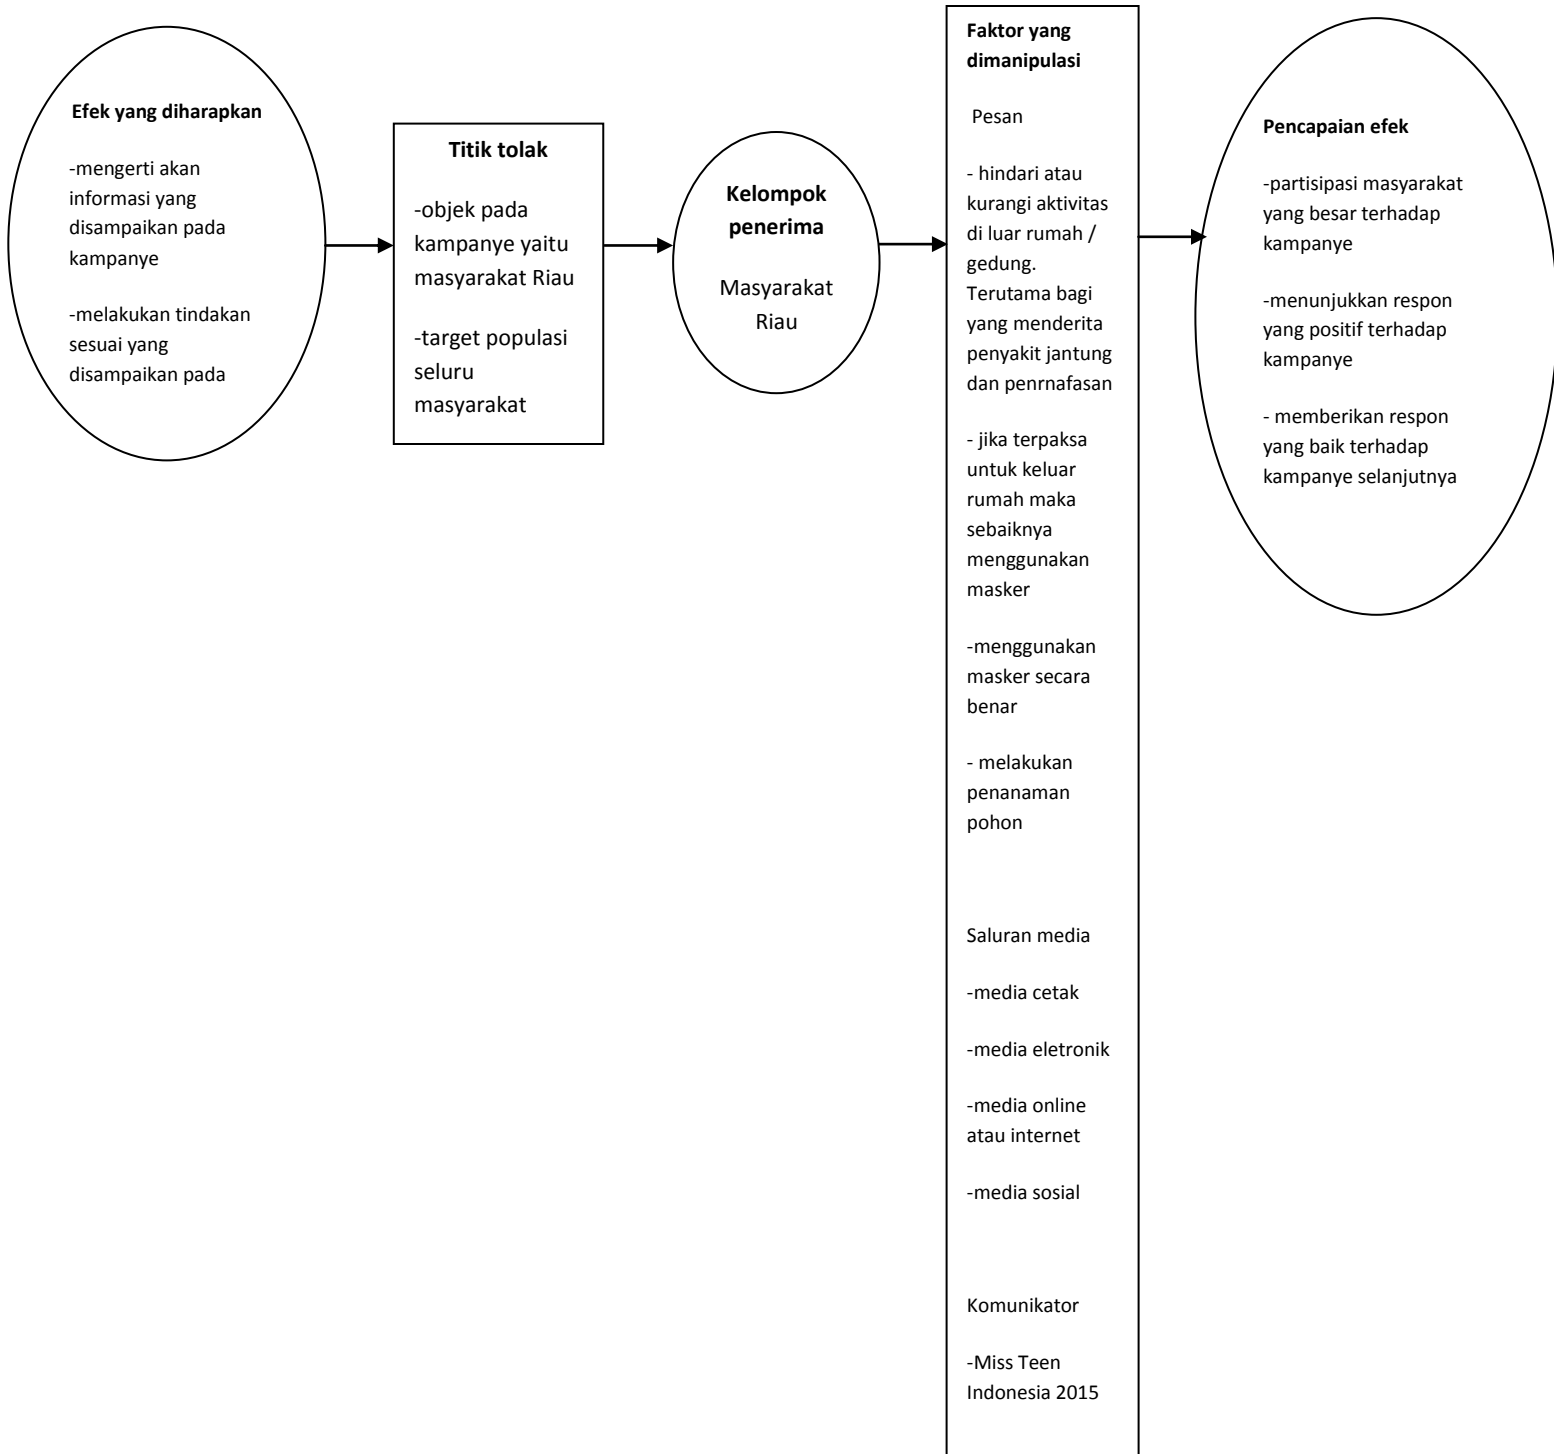 Efek yang diharapkan
-mengerti akan
informasi yang
disampaikan pada
kampanye
-melakukan tindakan
sesuai yang
disampaikan pada
Titik tolak
-objek pada
kampanye yaitu
masyarakat Riau
-target populasi
seluru
masyarakat
Kelompok
penerima
Masyarakat
Riau
Faktor yang
dimanipulasi
Pesan
- hindari atau
kurangi aktivitas
di luar rumah /
gedung.
Terutama bagi
yang menderita
penyakit jantung
dan penrnafasan
- jika terpaksa
untuk keluar
rumah maka
sebaiknya
menggunakan
masker
-menggunakan
masker secara
benar
- melakukan
penanaman
pohon
Saluran media
-media cetak
-media eletronik
-media online
atau internet
-media sosial
Komunikator
-Miss Teen
Indonesia 2015
Pencapaian efek
-partisipasi masyarakat
yang besar terhadap
kampanye
-menunjukkan respon
yang positif terhadap
kampanye
- memberikan respon
yang baik terhadap
kampanye selanjutnya